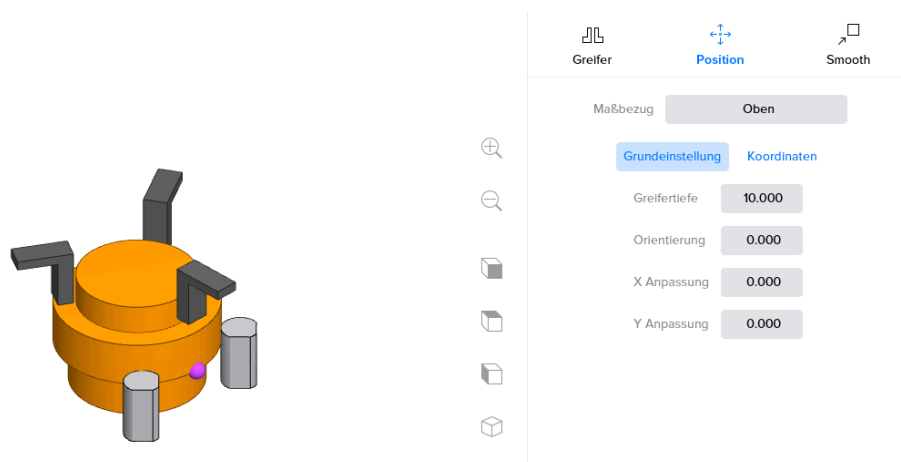 Greifer Position Smooth
Maßbezug Oben
Grundeinstellung Koordinaten
Greifertiefe 10.000
Orientierung 0.000
X Anpassung 0.000
Y Anpassung 0.000